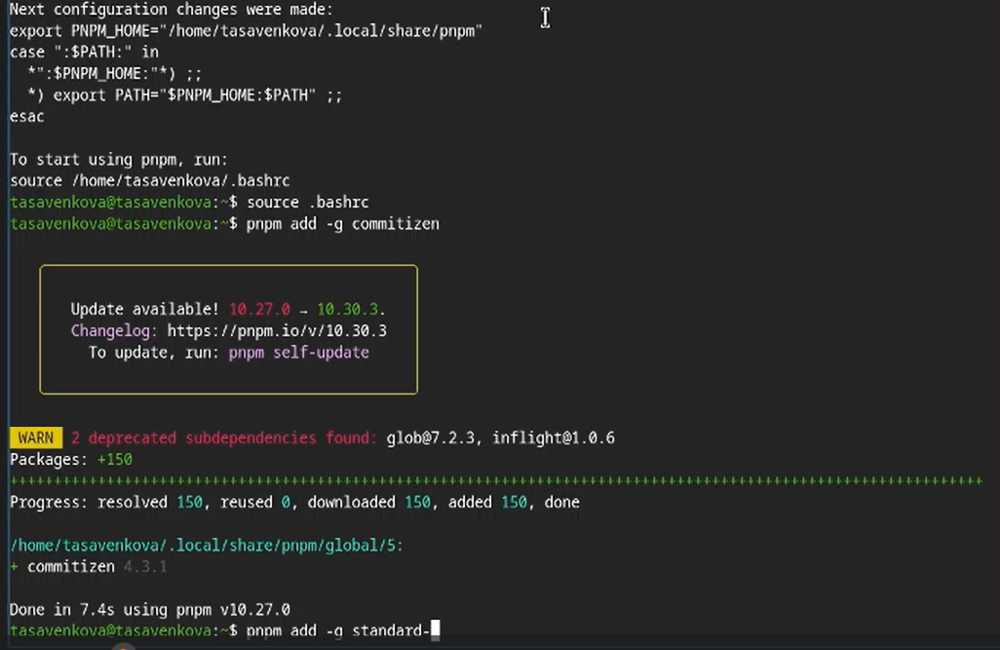 Next configuration changes were made:
export PNPM_HOME="/home/tasavenkova/.local/share/pnpm"
case ":$PATH:" in
  *":$PNPM_HOME:"*) ;;
  *) export PATH="$PNPM_HOME:$PATH" ;;
esac
To start using pnpm, run:
source /home/tasavenkova/.bashrc
tasavenkova@tasavenkova:~$ source .bashrc
tasavenkova@tasavenkova:~$ pnpm add -g commitizen
Update available! 10.27.0 → 10.30.3.
Changelog: https://pnpm.io/v/10.30.3
To update, run: pnpm self-update
WARN 2 deprecated subdependencies found: glob@7.2.3, inflight@1.0.6
Packages: +150
+++++++++++++++++++++++++++++++++++++++++++++++++++++++++++++++++++++++++++++++++++++++++++++++++++++++++++++++
Progress: resolved 150, reused 0, downloaded 150, added 150, done
/home/tasavenkova/.local/share/pnpm/global/5:
+ commitizen 4.3.1
Done in 7.4s using pnpm v10.27.0
tasavenkova@tasavenkova:~$ pnpm add -g standard-